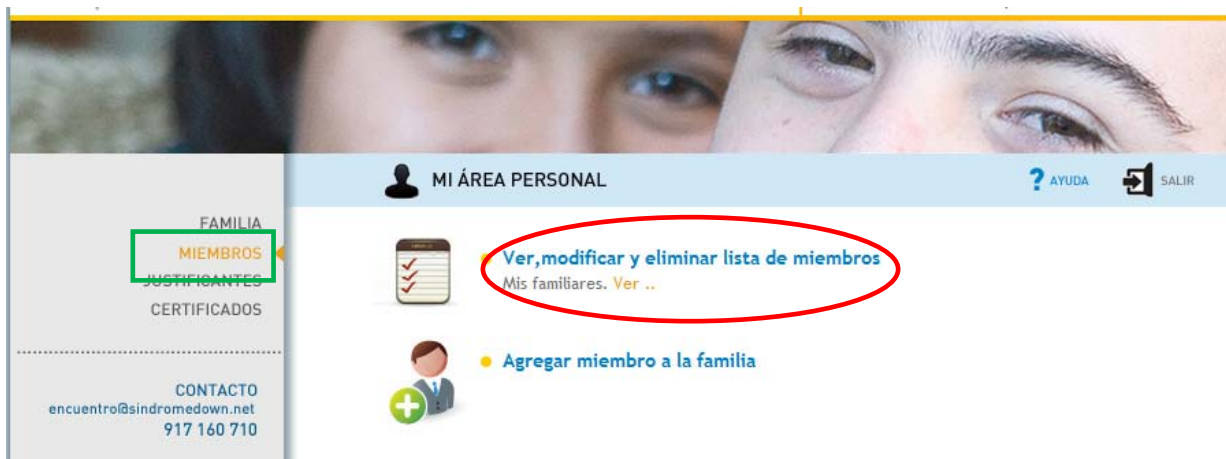 MI ÁREA PERSONAL
? AYUDA
SALIR
FAMILIA
MIEMBROS
JUSTIFICANTES
CERTIFICADOS
CONTACTO
encuentro@sindromedown.net
917 160 710
Ver,modificar y eliminar lista de miembros
Mis familiares. Ver ..
Agregar miembro a la familia